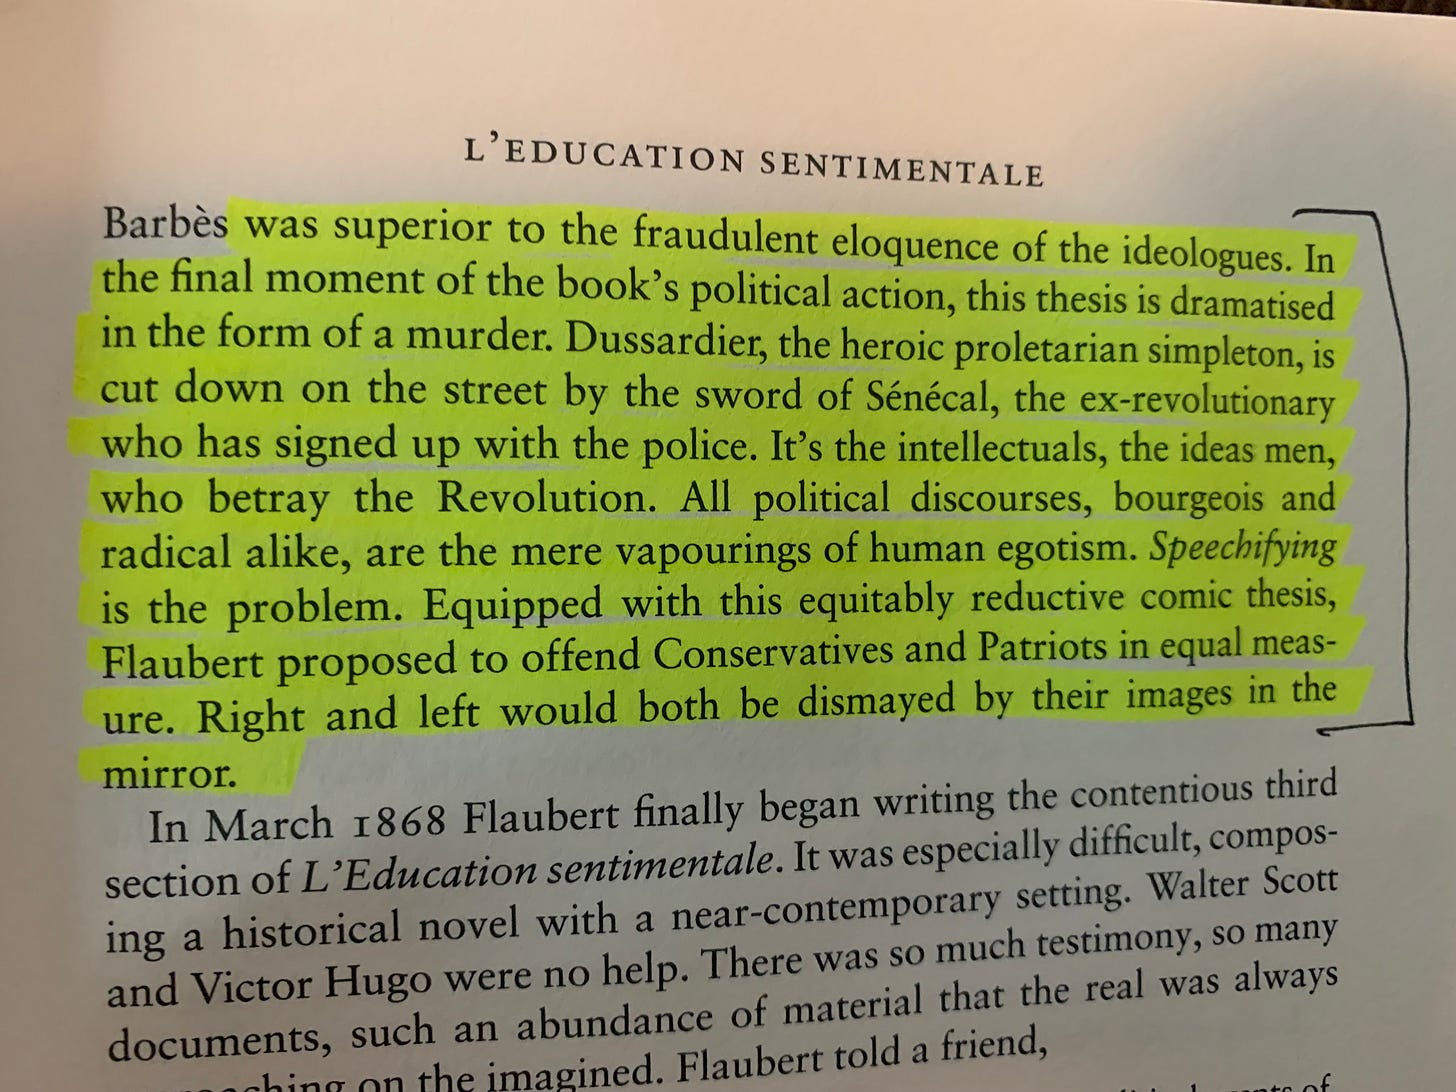 L’EDUCATION SENTIMENTALE
Barbès was superior to the fraudulent eloquence of the ideologues. In
the final moment of the book’s political action, this thesis is dramatised
in the form of a murder. Dussardier, the heroic proletarian simpleton, is
cut down on the street by the sword of Sénécal, the ex-revolutionary
who has signed up with the police. It’s the intellectuals, the ideas men,
who betray the Revolution. All political discourses, bourgeois and
radical alike, are the mere vapourings of human egotism. Speechifying
is the problem. Equipped with this equitably reductive comic thesis,
Flaubert proposed to offend Conservatives and Patriots in equal meas-
ure. Right and left would both be dismayed by their images in the
mirror.
In March 1868 Flaubert finally began writing the contentious third
section of L’Education sentimentale. It was especially difficult, compos-
ing a historical novel with a near-contemporary setting. Walter Scott
and Victor Hugo were no help. There was so much testimony, so many
documents, such an abundance of material that the real was always
on the imagined. Flaubert told a friend,
of